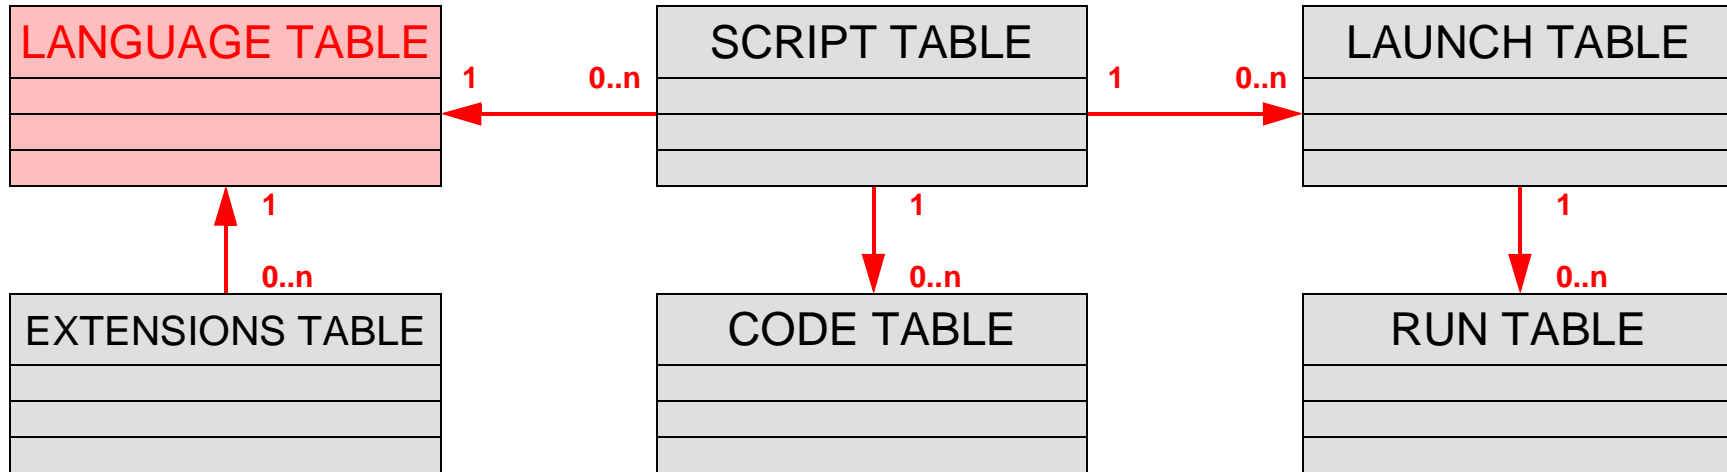 LANGUAGE TABLE
SCRIPT TABLE
LAUNCH TABLE
1
0..n
1
0..n
1
1
1
0..n
0..n
0..n
EXTENSIONS TABLE
CODE TABLE
RUN TABLE